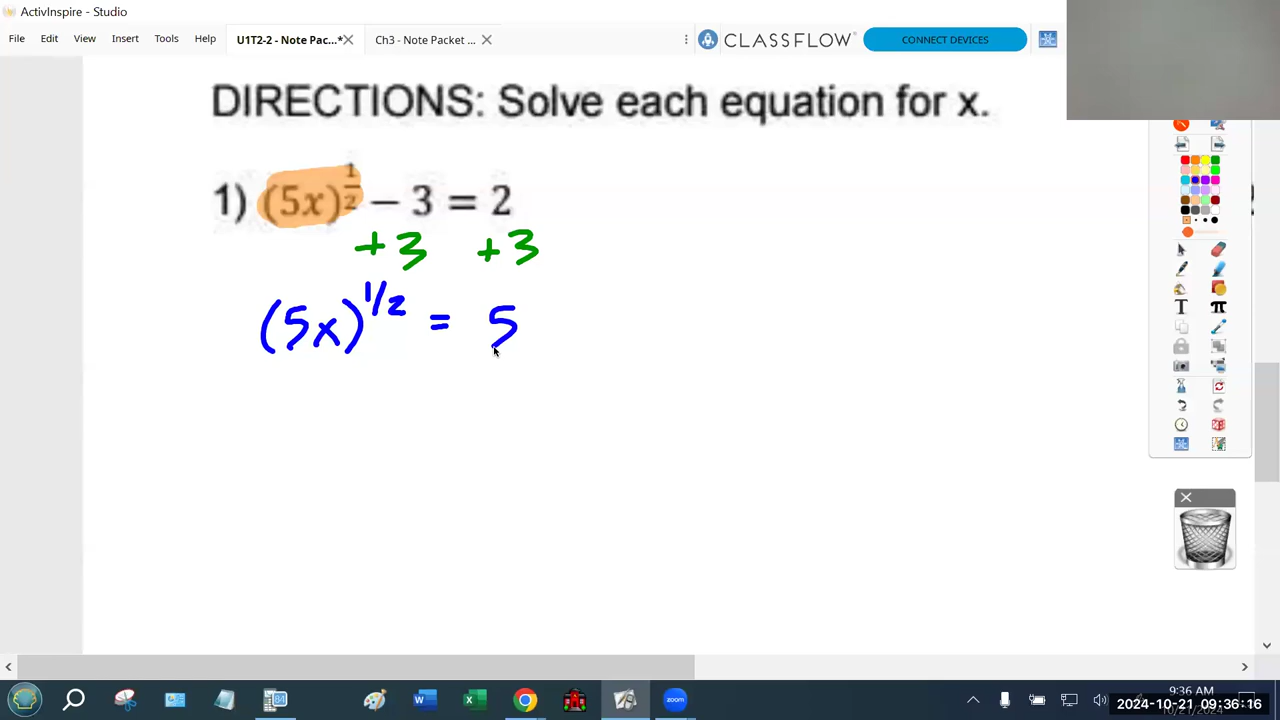 ActivInspire - Studio
File Edit View Insert Tools Help
U1T2-2 - Note Pac...*
Ch3 - Note Packet ...
CLASSFLOW
CONNECT DEVICES
DIRECTIONS: Solve each equation for x.
1) (5x)^{1/2} − 3 = 2
+3 +3
(5x)^{1/2} = 5
T π
9:36 AM
2024-10-21 09:36:16
zoom